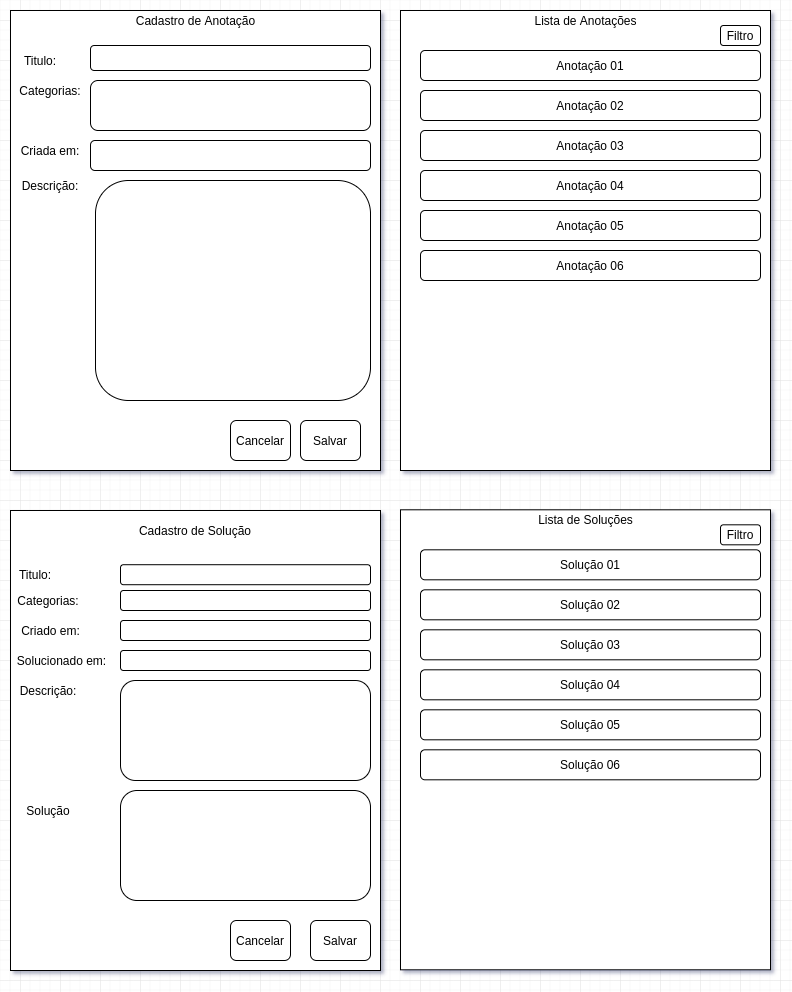 Cadastro de Anotação
Titulo:
Categorias:
Criada em:
Descrição:
Cancelar
Salvar
Lista de Anotações
Filtro
Anotação 01
Anotação 02
Anotação 03
Anotação 04
Anotação 05
Anotação 06
Cadastro de Solução
Titulo:
Categorias:
Criado em:
Solucionado em:
Descrição:
Solução
Cancelar
Salvar
Lista de Soluções
Filtro
Solução 01
Solução 02
Solução 03
Solução 04
Solução 05
Solução 06